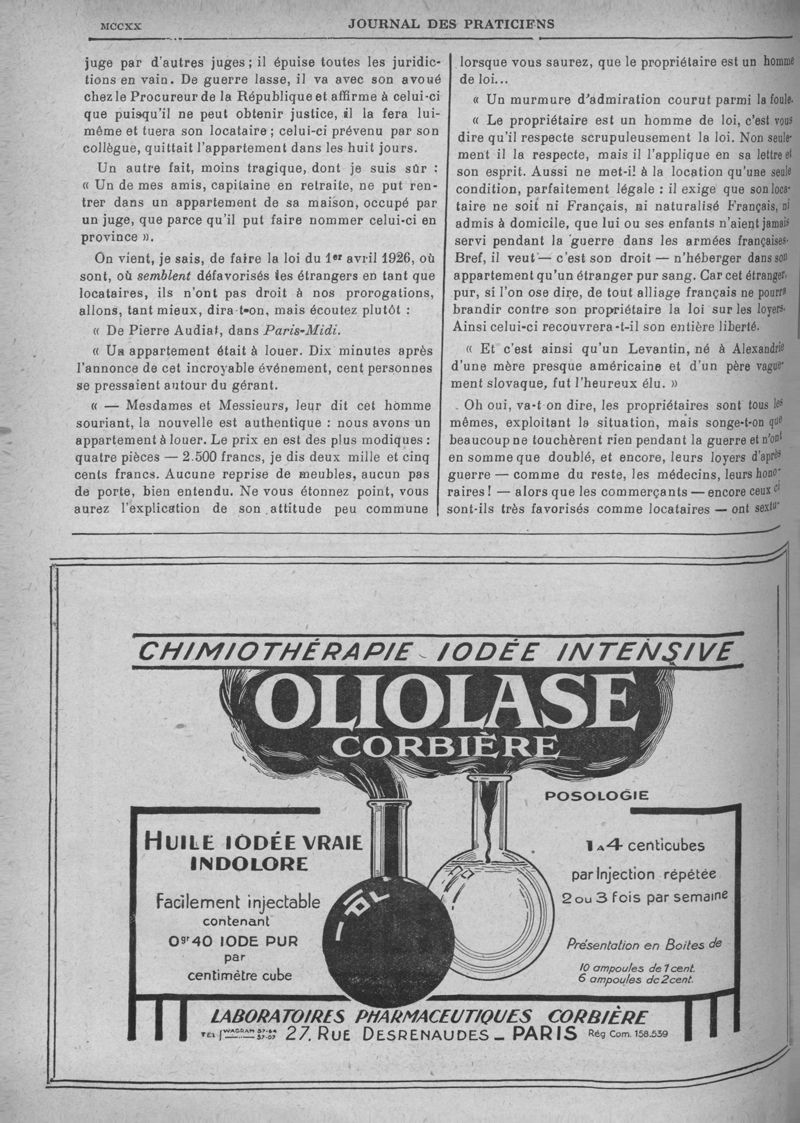 MCCXX
JOURNAL DES PRATICIENS
juge par d'autres juges ; il épuise toutes les juridic-
tions en vain. De guerre lasse, il va avec son avoué
chez le Procureur de la République et affirme à celui-ci
que puisqu'il ne peut obtenir justice, il la fera lui-
même et tuera son locataire ; celui-ci prévenu par son
collègue, quittait l'appartement dans les huit jours.
Un autre fait, moins tragique, dont je suis sûr :
« Un de mes amis, capitaine en retraite, ne put ren-
trer dans un appartement de sa maison, occupé par
un juge, que parce qu'il put faire nommer celui-ci en
province ».
On vient, je sais, de faire la loi du 1er avril 1926, où
sont, où semblent défavorisés les étrangers en tant que
locataires, ils n'ont pas droit à nos prorogations,
allons, tant mieux, dira-t-on, mais écoutez plutôt :
« De Pierre Audiat, dans Paris-Midi.
« Un appartement était à louer. Dix minutes après
l'annonce de cet incroyable événement, cent personnes
se pressaient autour du gérant.
« — Mesdames et Messieurs, leur dit cet homme
souriant, la nouvelle est authentique : nous avons un
appartement à louer. Le prix en est des plus modiques :
quatre pièces — 2.500 francs, je dis deux mille et cinq
cents francs. Aucune reprise de meubles, aucun pas
de porte, bien entendu. Ne vous étonnez point, vous
aurez l'explication de son attitude peu commune
lorsque vous saurez, que le propriétaire est un homme
de loi...
« Un murmure d'admiration courut parmi la foule.
« Le propriétaire est un homme de loi, c'est vous
dire qu'il respecte scrupuleusement la loi. Non seule-
ment il la respecte, mais il l'applique en sa lettre et
son esprit. Aussi ne met-il à la location qu'une seule
condition, parfaitement légale : il exige que son loca-
taire ne soit ni Français, ni naturalisé Français, ni
admis à domicile, que lui ou ses enfants n'aient jamais
servi pendant la guerre dans les armées françaises.
Bref, il veut — c'est son droit — n'héberger dans son
appartement qu'un étranger pur sang. Car cet étranger,
pur, si l'on ose dire, de tout alliage français ne pourra
brandir contre son propriétaire la loi sur les loyers.
Ainsi celui-ci recouvrera-t-il son entière liberté.
« Et c'est ainsi qu'un Levantin, né à Alexandrie
d'une mère presque américaine et d'un père vague-
ment slovaque, fut l'heureux élu. »
Oh oui, va-t on dire, les propriétaires sont tous les
mêmes, exploitant la situation, mais songe-t-on que
beaucoup ne touchèrent rien pendant la guerre et n'ont
en somme que doublé, et encore, leurs loyers d'après
guerre — comme du reste, les médecins, leurs hono-
raires ! — alors que les commerçants — encore ceux ci
sont-ils très favorisés comme locataires — ont sextu-
CHIMIOTHÉRAPIE - IODÉE INTENSIVE
OLIOLASE
CORBIÈRE
HUILE IODÉE VRAIE
INDOLORE
Facilement injectable
contenant
0gr40 IODE PUR
par
centimètre cube
POSOLOGIE
1 A 4 centicubes
par Injection répétée
2 ou 3 fois par semaine
Présentation en Boîtes de
10 ampoules de 1 cent.
6 ampoules de 2 cent.
LABORATOIRES PHARMACEUTIQUES CORBIÈRE
27, RUE DESRENAUDES _ PARIS Rég Com. 158.539